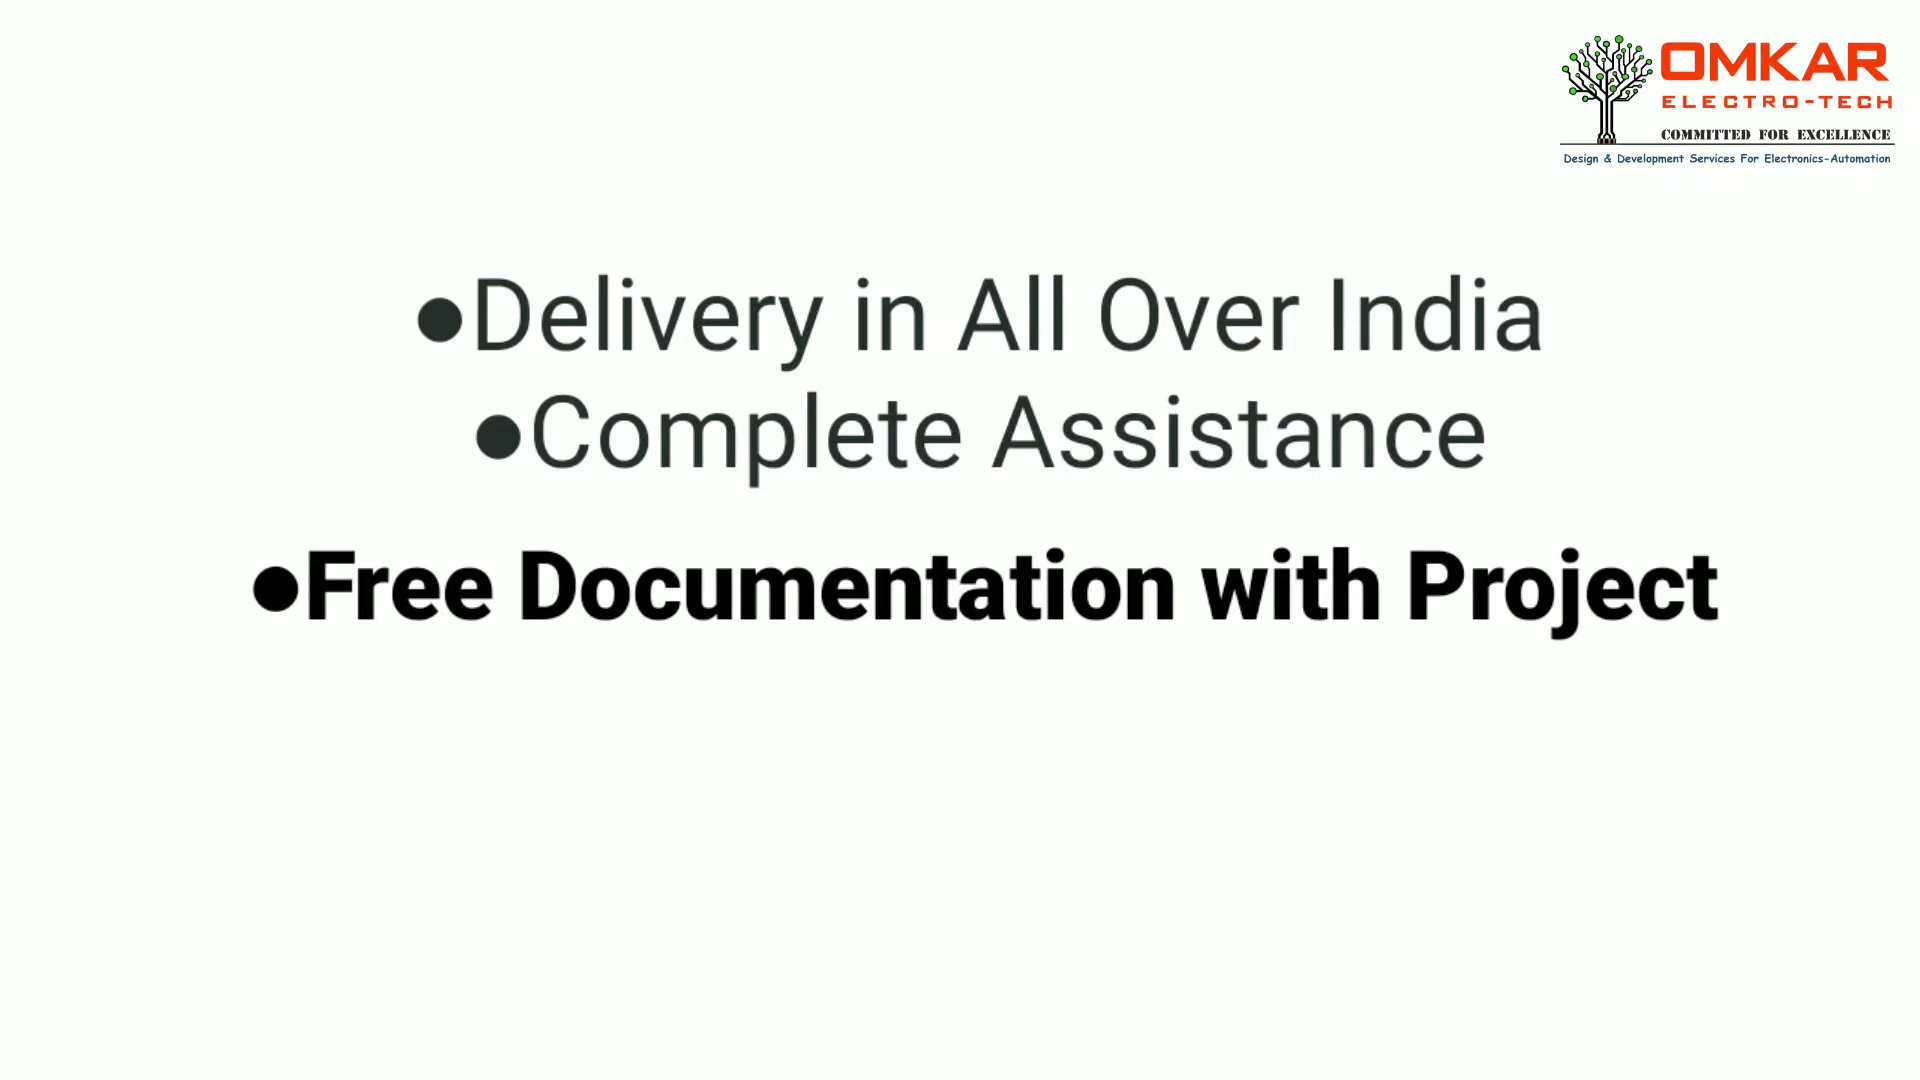 OMKAR
ELECTRO-TECH
COMMITTED FOR EXCELLENCE
Design & Development Services For Electronics-Automation
●Delivery in All Over India
●Complete Assistance
●Free Documentation with Project